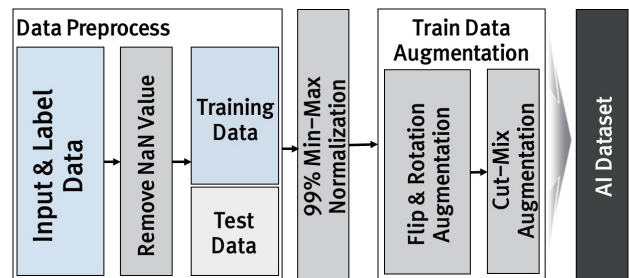 Data Preprocess
Input & Label
Data
Remove NaN Value
Training
Data
Test
Data
99% Min-Max
Normalization
Train Data
Augmentation
Flip & Rotation
Augmentation
Cut-Mix
Augmentation
AI Dataset